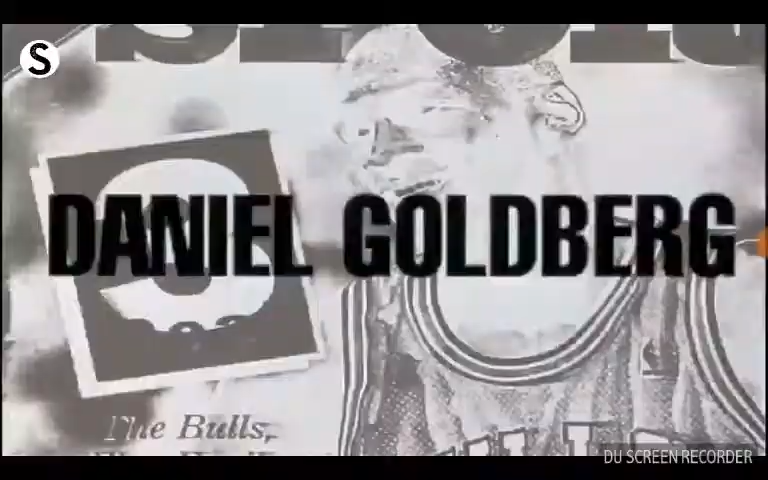 S
DANIEL GOLDBERG
The Bulls,
DU SCREEN RECORDER